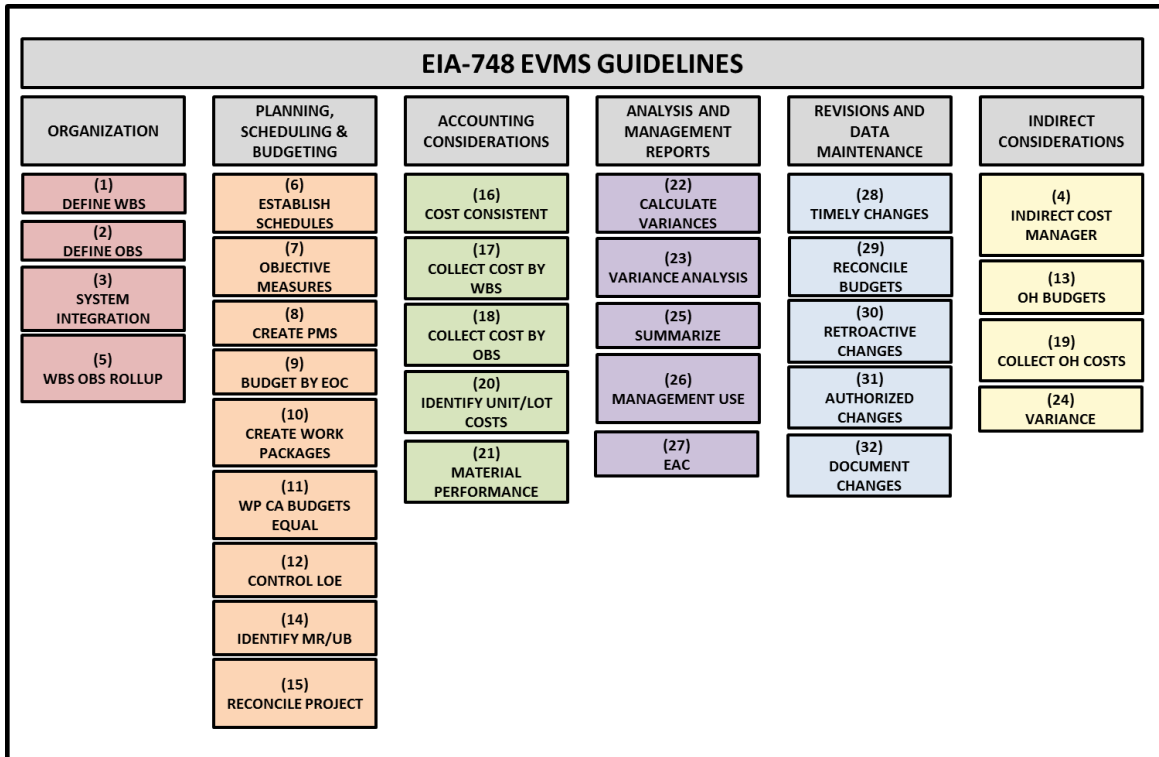 EIA-748 EVMS GUIDELINES
ORGANIZATION
(1)
DEFINE WBS
(2)
DEFINE OBS
(3)
SYSTEM
INTEGRATION
(5)
WBS OBS ROLLUP
PLANNING,
SCHEDULING &
BUDGETING
(6)
ESTABLISH
SCHEDULES
(7)
OBJECTIVE
MEASURES
(8)
CREATE PMS
(9)
BUDGET BY EOC
(10)
CREATE WORK
PACKAGES
(11)
WP CA BUDGETS
EQUAL
(12)
CONTROL LOE
(14)
IDENTIFY MR/UB
(15)
RECONCILE PROJECT
ACCOUNTING
CONSIDERATIONS
(16)
COST CONSISTENT
(17)
COLLECT COST BY
WBS
(18)
COLLECT COST BY
OBS
(20)
IDENTIFY UNIT/LOT
COSTS
(21)
MATERIAL
PERFORMANCE
ANALYSIS AND
MANAGEMENT
REPORTS
(22)
CALCULATE
VARIANCES
(23)
VARIANCE ANALYSIS
(25)
SUMMARIZE
(26)
MANAGEMENT USE
(27)
EAC
REVISIONS AND
DATA
MAINTENANCE
(28)
TIMELY CHANGES
(29)
RECONCILE
BUDGETS
(30)
RETROACTIVE
CHANGES
(31)
AUTHORIZED
CHANGES
(32)
DOCUMENT
CHANGES
INDIRECT
CONSIDERATIONS
(4)
INDIRECT COST
MANAGER
(13)
OH BUDGETS
(19)
COLLECT OH COSTS
(24)
VARIANCE